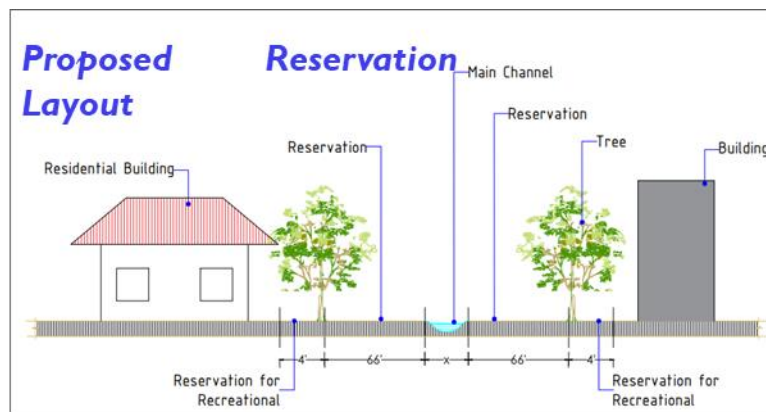 Proposed Reservation
Layout
Main Channel
Reservation
Reservation
Tree
Building
Residential Building
4'
66'
x
66'
4'
Reservation for
Recreational
Reservation for
Recreational